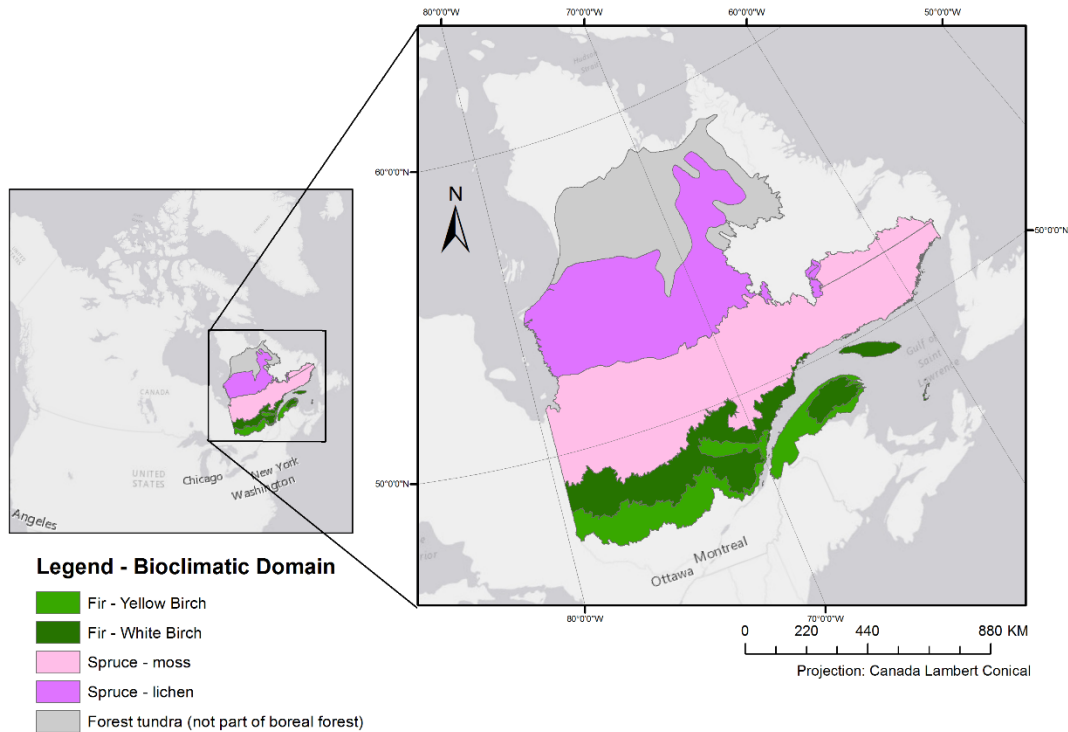 80°0'0"W
70°0'0"W
60°0'0"W
50°0'0"W
60°0'0"N
N
50°0'0"N
50°0'0"N
Gulf of
Saint
Lawrence
Montreal
Ottawa
80°0'0"W
70°0'0"W
CANADA
UNITED
STATES
Chicago
New York
Washington
Angeles
0 220 440 880 KM
Projection: Canada Lambert Conical
Legend - Bioclimatic Domain
Fir - Yellow Birch
Fir - White Birch
Spruce - moss
Spruce - lichen
Forest tundra (not part of boreal forest)